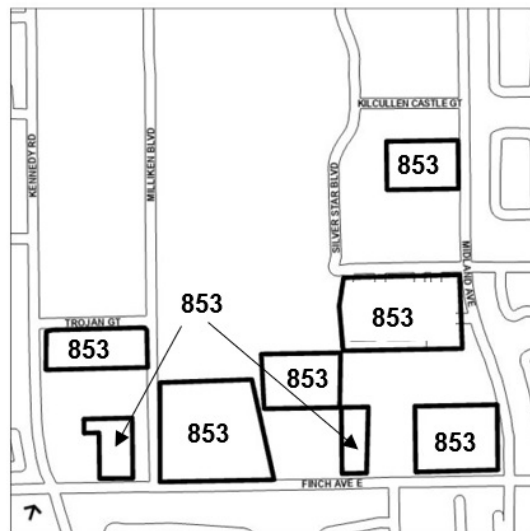 KILCULLEN CASTLE GT
853
KENNEDY RD
MILLIKEN BLVD
SILVER STAR BLVD
MIDLAND AVE
853
853
TROJAN GT
853
853
853
853
FINCH AVE E